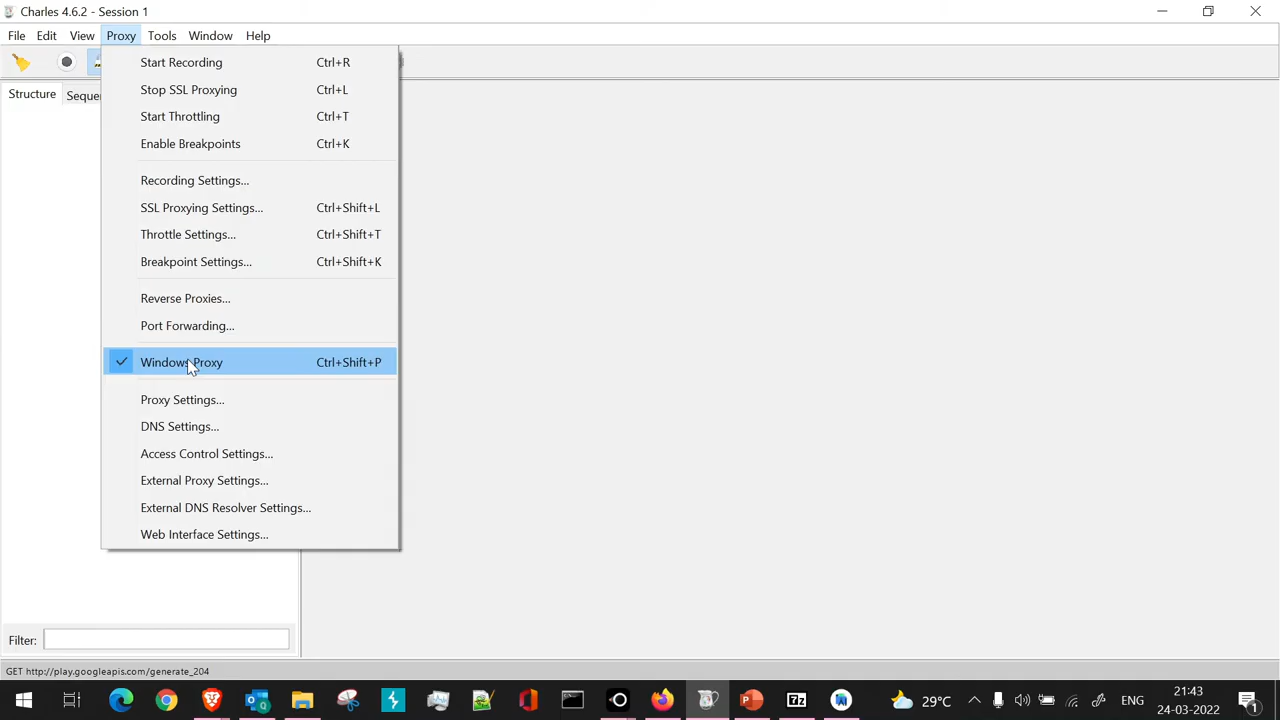 Charles 4.6.2 - Session 1
File Edit View Proxy Tools Window Help
Start Recording Ctrl+R
Stop SSL Proxying Ctrl+L
Start Throttling Ctrl+T
Enable Breakpoints Ctrl+K
Recording Settings...
SSL Proxying Settings... Ctrl+Shift+L
Throttle Settings... Ctrl+Shift+T
Breakpoint Settings... Ctrl+Shift+K
Reverse Proxies...
Port Forwarding...
Windows Proxy Ctrl+Shift+P
Proxy Settings...
DNS Settings...
Access Control Settings...
External Proxy Settings...
External DNS Resolver Settings...
Web Interface Settings...
Structure Sequen
Filter:
GET http://play.googleapis.com/generate_204
7z 29°C ENG 21:43
24-03-2022 1